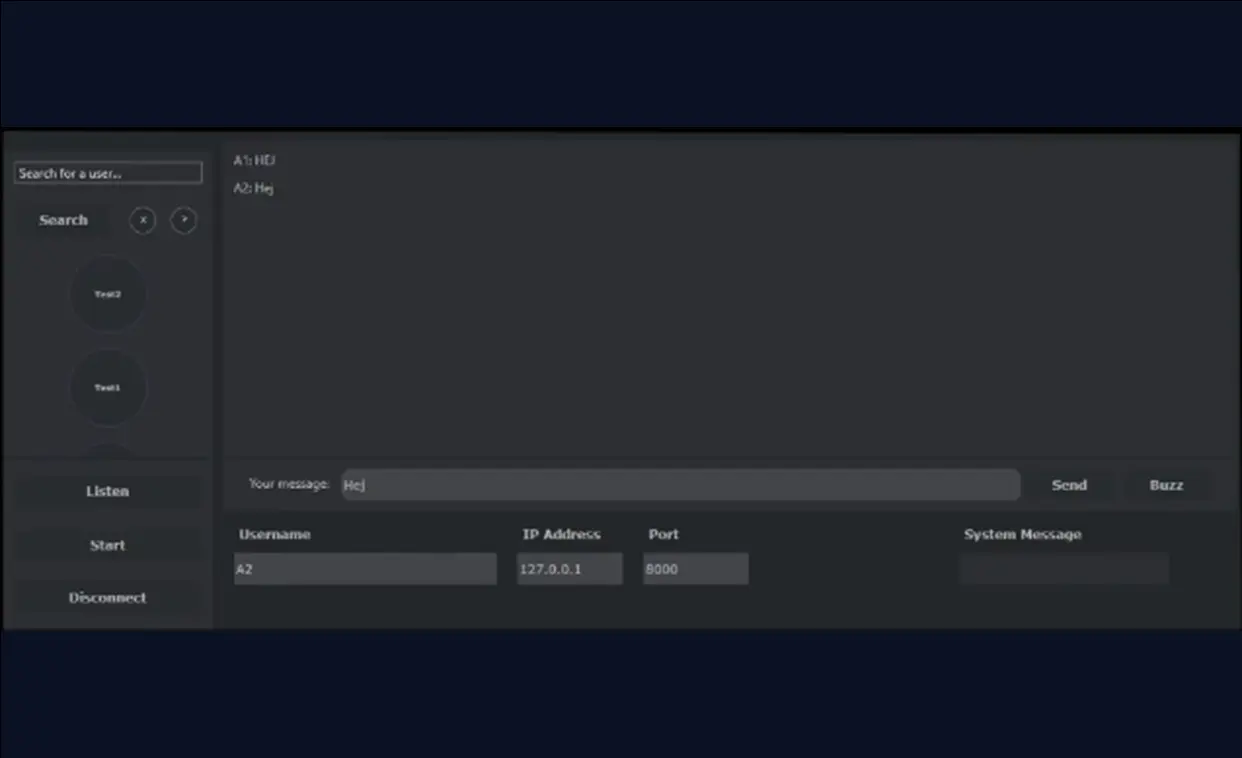 Search for a user...
Search x >
Test2
Test1
Listen
Start
Disconnect
A1: HEJ
A2: Hej
Your message: Hej Send Buzz
Username IP Address Port System Message
A2 127.0.0.1 8000